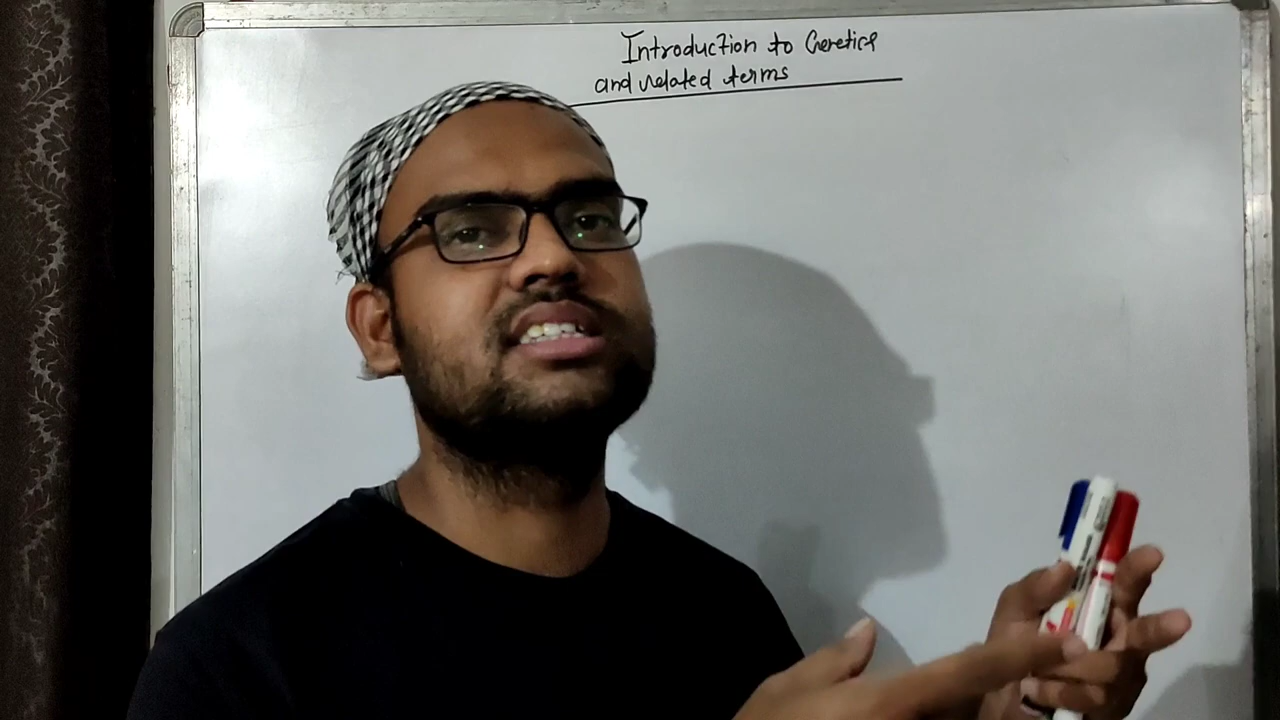 Introduction to Genetics
and related terms